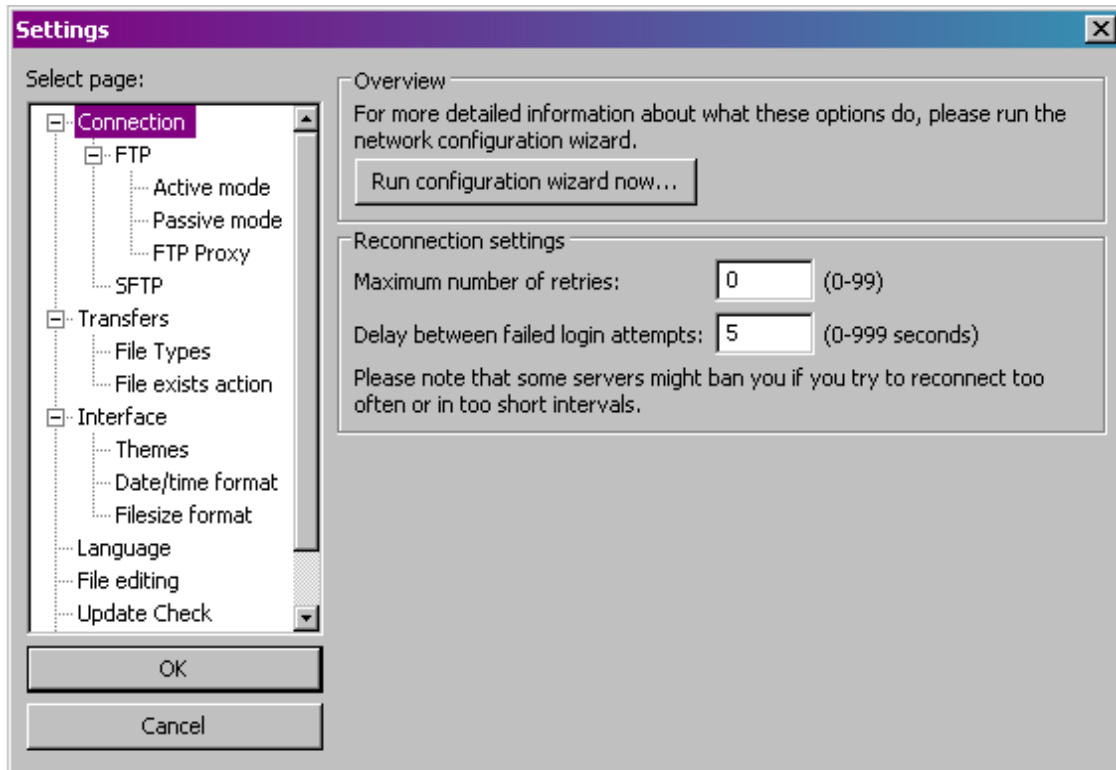 Settings
Select page:
Connection
FTP
Active mode
Passive mode
FTP Proxy
SFTP
Transfers
File Types
File exists action
Interface
Themes
Date/time format
Filesize format
Language
File editing
Update Check
OK
Cancel
Overview
For more detailed information about what these options do, please run the
network configuration wizard.
Run configuration wizard now...
Reconnection settings
Maximum number of retries: 0 (0-99)
Delay between failed login attempts: 5 (0-999 seconds)
Please note that some servers might ban you if you try to reconnect too
often or in too short intervals.